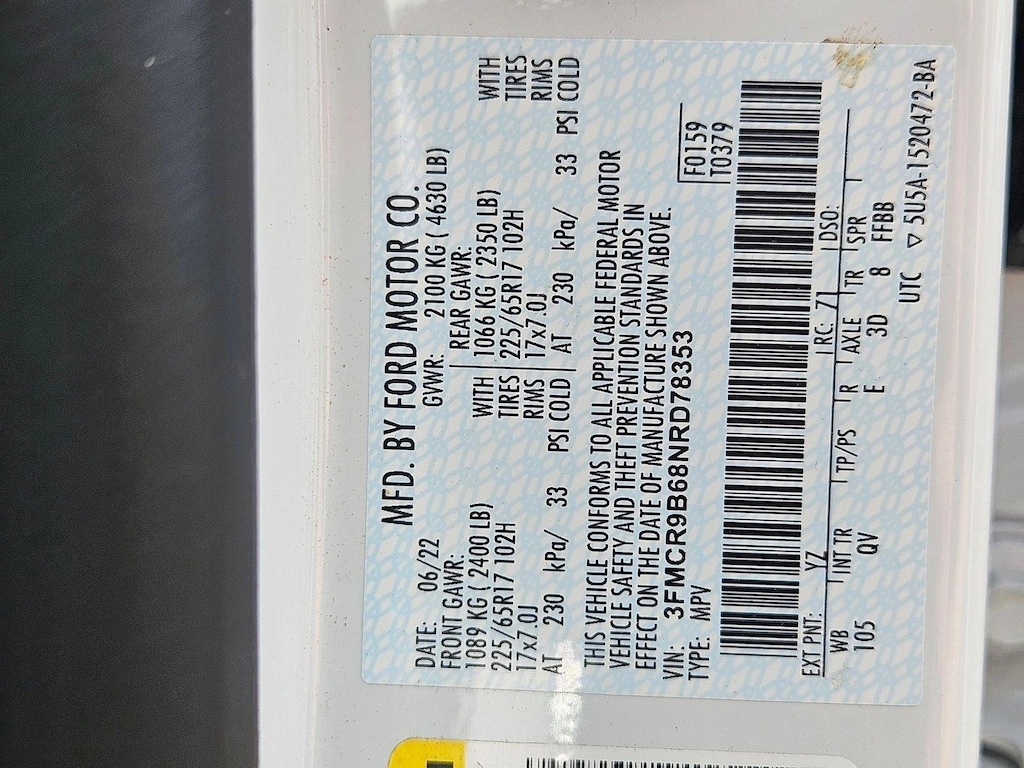 MFD. BY FORD MOTOR CO.
DATE: 06/22 GVWR: 2100 KG ( 4630 LB)
FRONT GAWR: REAR GAWR:
1089 KG ( 2400 LB) WITH 1066 KG ( 2350 LB) WITH
225/65R17 102H TIRES 225/65R17 102H TIRES
17x7.0J RIMS 17x7.0J RIMS
AT 230 kPa/ 33 PSI COLD AT 230 kPa/ 33 PSI COLD
THIS VEHICLE CONFORMS TO ALL APPLICABLE FEDERAL MOTOR
VEHICLE SAFETY AND THEFT PREVENTION STANDARDS IN
EFFECT ON THE DATE OF MANUFACTURE SHOWN ABOVE.
VIN: 3FMCR9B68NRD78353 F0159
TYPE: MPV T0379
EXT PNT: YZ RC: 71 DSO:
WB INT TR TP/PS R AXLE TR SPR
105 QV E 3D 8 FFBB
UTC ▽ 5U5A-1520472-BA